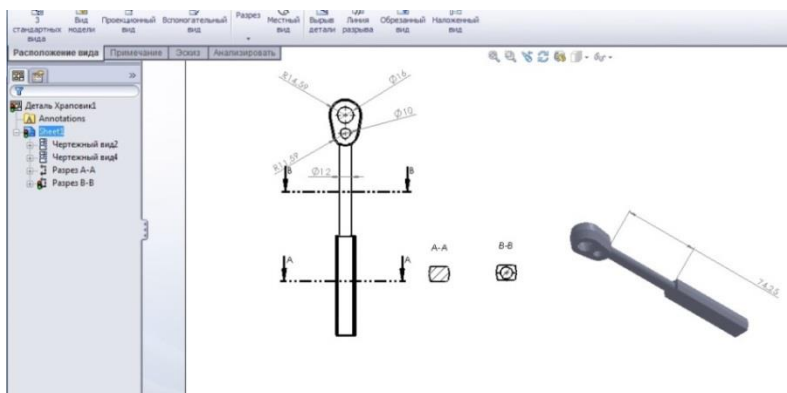 3
стандартных
вида
Вид
модели
Проекционный
вид
Вспомогательный
вид
Разрез
Местный
вид
Вырыв
детали
Линия
разрыва
Обрезанный
вид
Наложенный
вид
Расположение вида
Примечание
Эскиз
Анализировать
»
Деталь Храповик1
A Annotations
Sheet1
Чертежный вид2
Чертежный вид4
Разрез A-A
Разрез B-B
R14,59
Ø16
Ø10
R11,59
Ø12
B B
A-A
B-B
A A
74,25